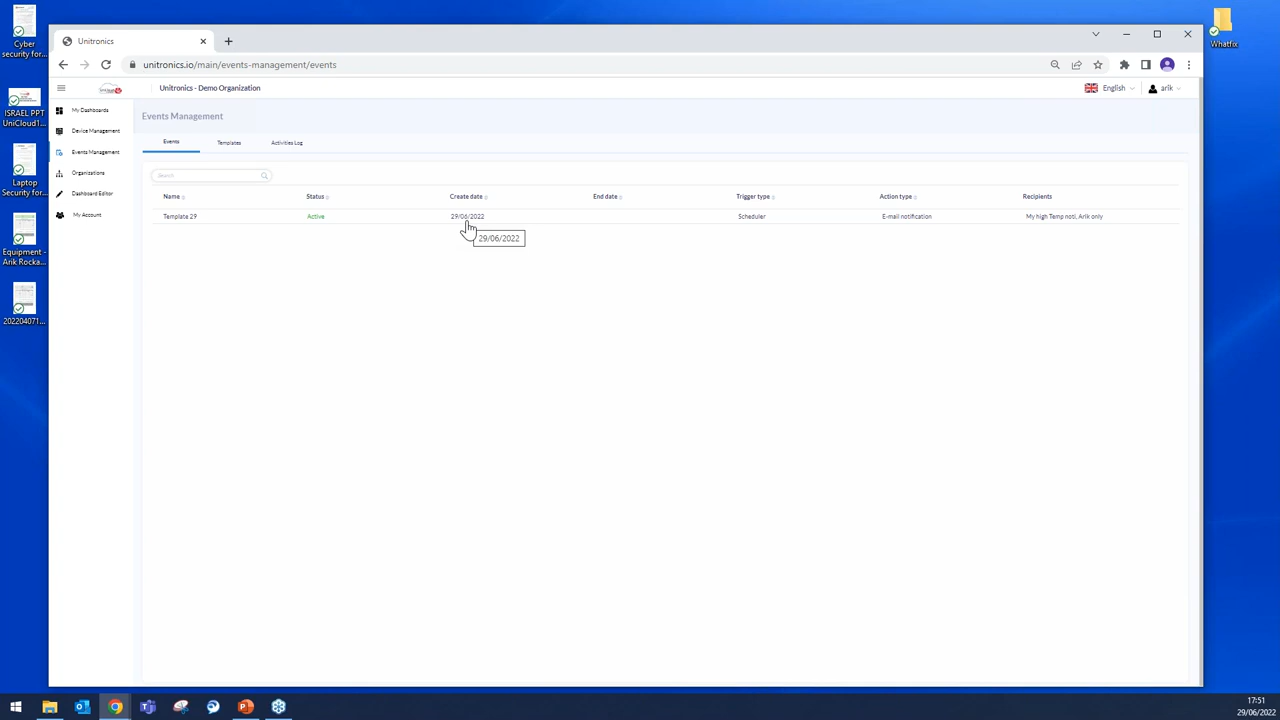 Cyber
security for...
ISRAEL PPT
UniCloud1...
Laptop
Security for...
Equipment -
Arik Rocka...
202204071...
Whatfix
Unitronics
unitronics.io/main/events-management/events
Unitronics - Demo Organization
English
arik
My Dashboards
Device Management
Events Management
Organizations
Dashboard Editor
My Account
Events Management
Events
Templates
Activities Log
Search
Name
Status
Create date
End date
Trigger type
Action type
Recipients
Template 29
Active
29/06/2022
Scheduler
E-mail notification
My high Temp noti, Arik only
29/06/2022
17:51
29/06/2022